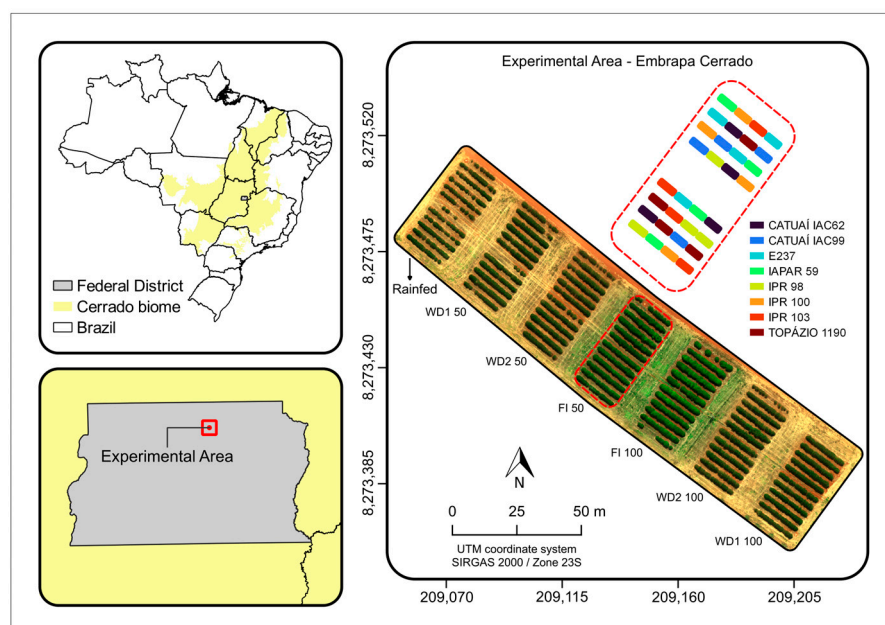 Federal District
Cerrado biome
Brazil
Experimental Area
Experimental Area - Embrapa Cerrado
8,273,520
8,273,475
8,273,430
8,273,385
CATUAÍ IAC62
CATUAÍ IAC99
E237
IAPAR 59
IPR 98
IPR 100
IPR 103
TOPÁZIO 1190
Rainfed
WD1 50
WD2 50
FI 50
FI 100
WD2 100
WD1 100
N
0 25 50 m
UTM coordinate system
SIRGAS 2000 / Zone 23S
209,070 209,115 209,160 209,205